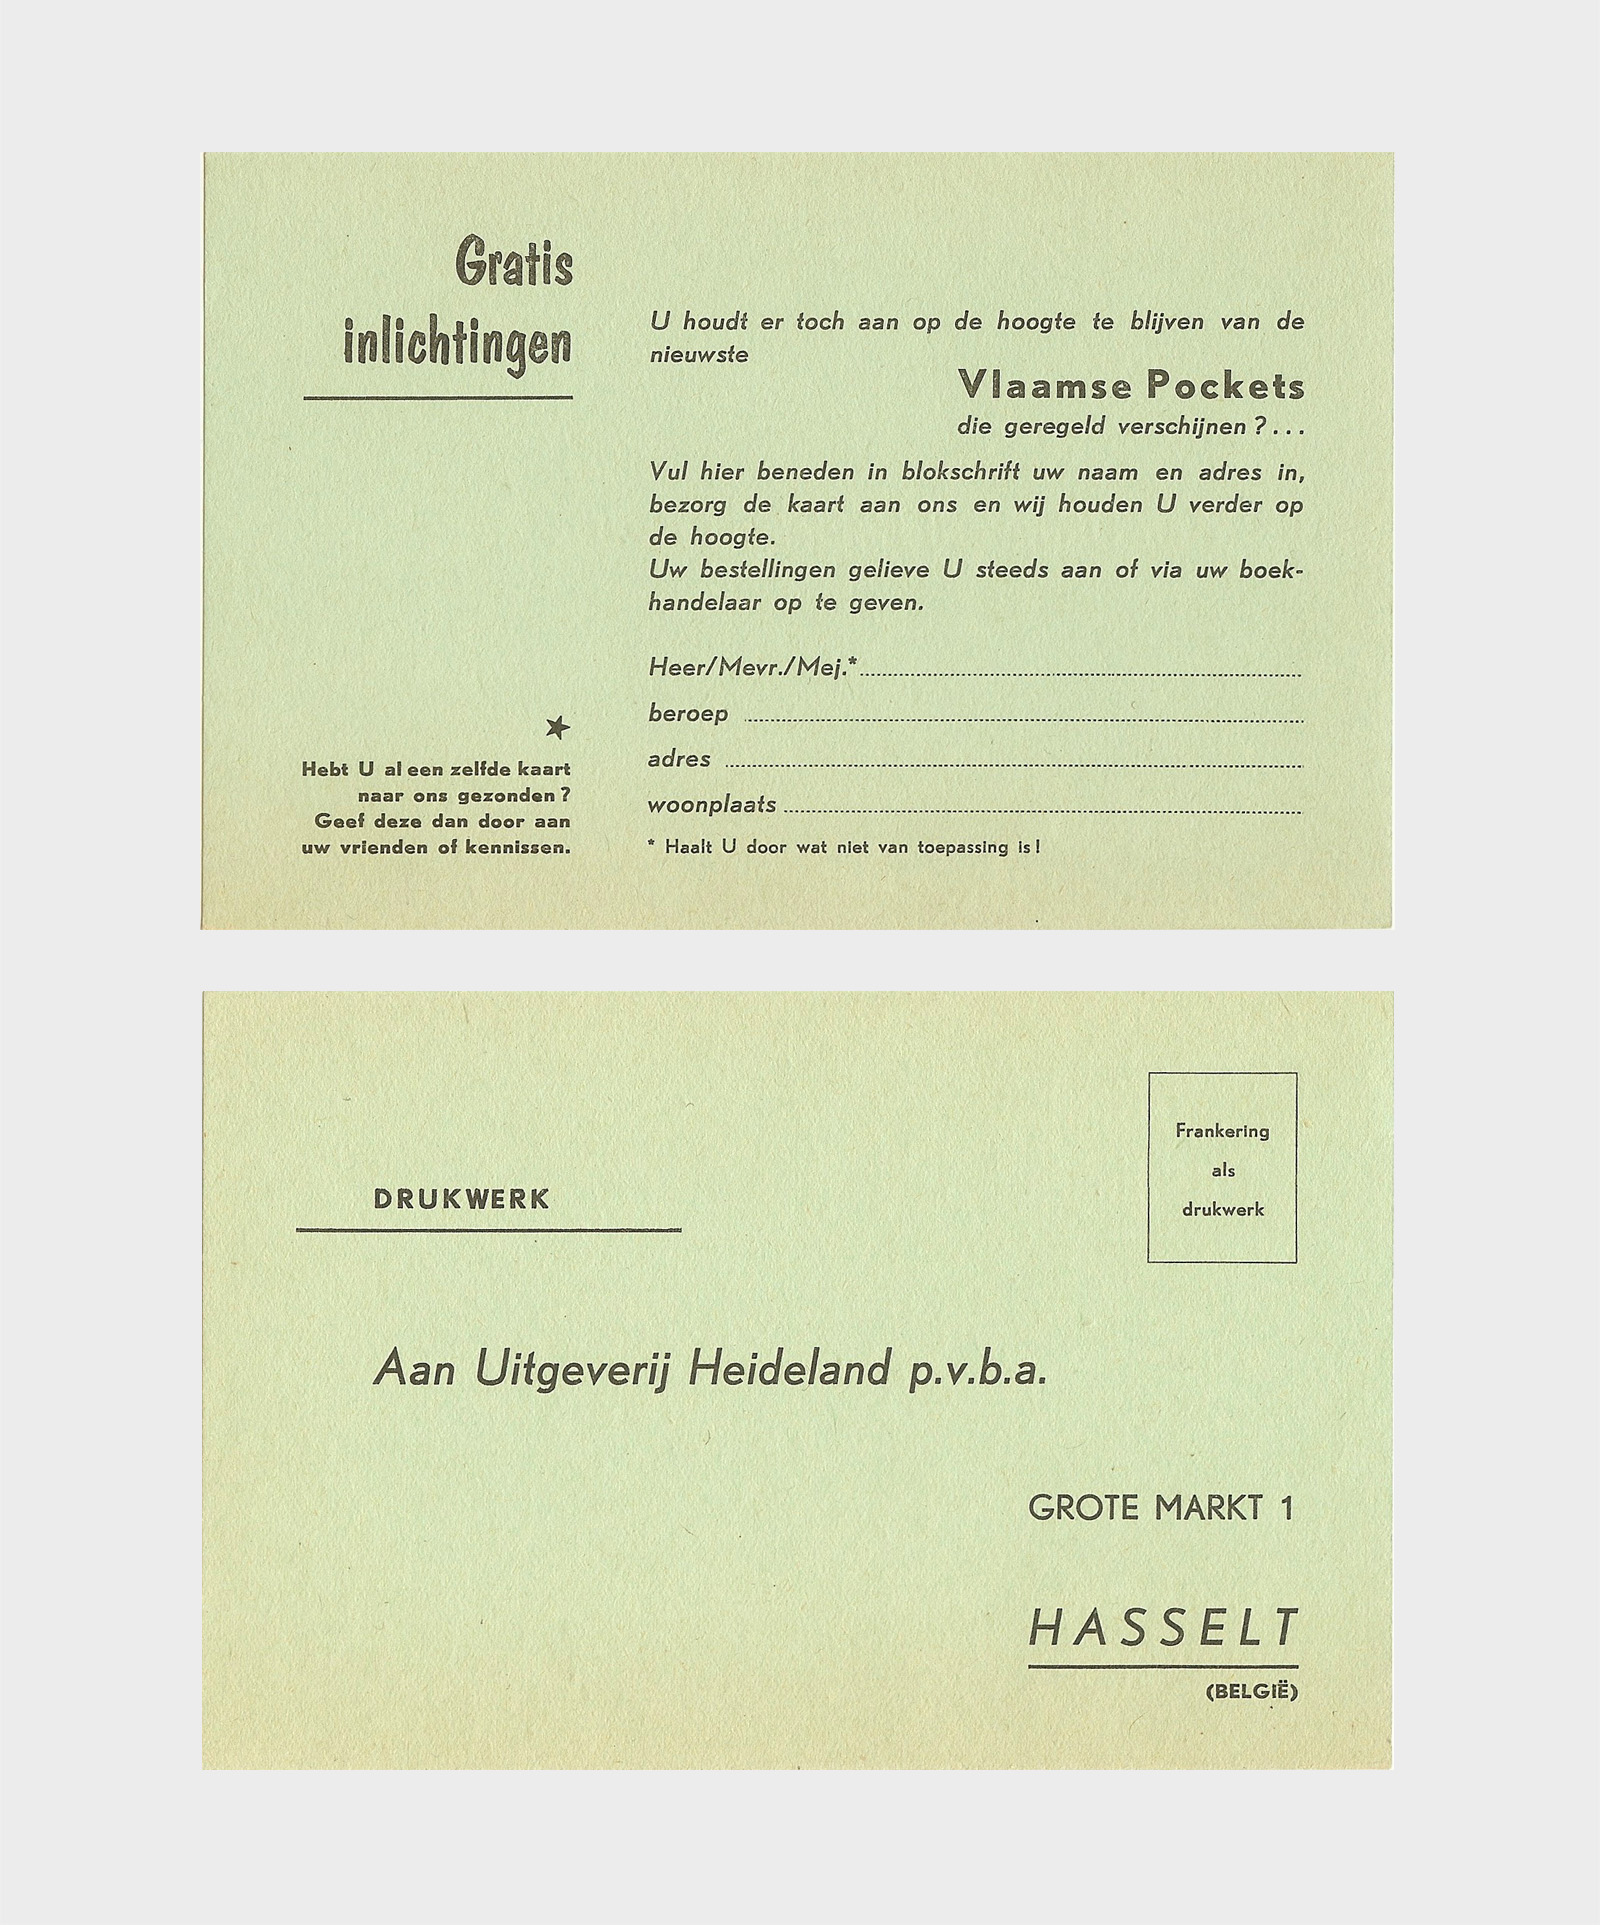 Gratis
inlichtingen
U houdt er toch aan op de hoogte te blijven van de
nieuwste
Vlaamse Pockets
die geregeld verschijnen ?...
Vul hier beneden in blokschrift uw naam en adres in,
bezorg de kaart aan ons en wij houden U verder op
de hoogte.
Uw bestellingen gelieve U steeds aan of via uw boek-
handelaar op te geven.
Heer/Mevr./Mej.*
beroep
adres
woonplaats
* Haalt U door wat niet van toepassing is !
★
Hebt U al een zelfde kaart
naar ons gezonden ?
Geef deze dan door aan
uw vrienden of kennissen.
Frankering
als
drukwerk
DRUKWERK
Aan Uitgeverij Heideland p.v.b.a.
GROTE MARKT 1
HASSELT
(BELGIË)